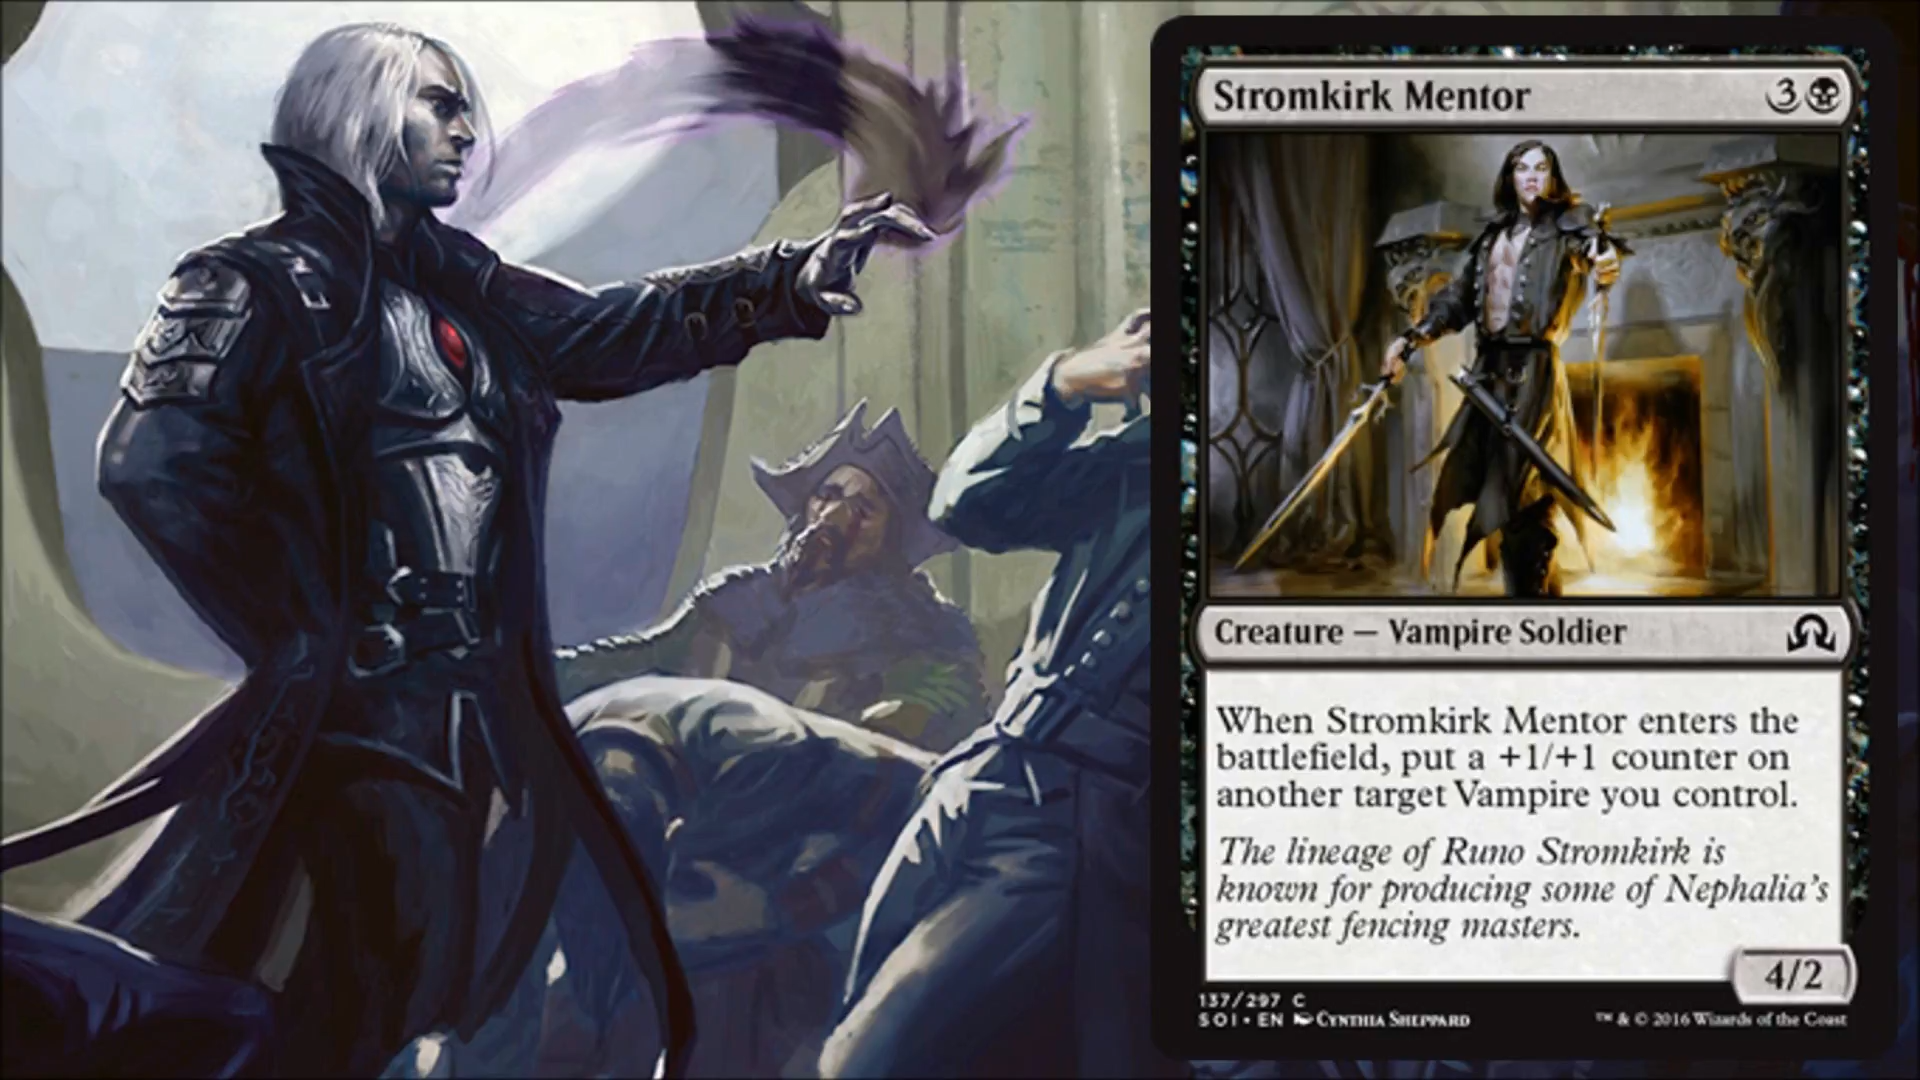 Stromkirk Mentor
3
Creature — Vampire Soldier
When Stromkirk Mentor enters the
battlefield, put a +1/+1 counter on
another target Vampire you control.
The lineage of Runo Stromkirk is
known for producing some of Nephalia's
greatest fencing masters.
4/2
137/297 C
SOI • EN CYNTHIA SHEPPARD
™ & © 2016 Wizards of the Coast